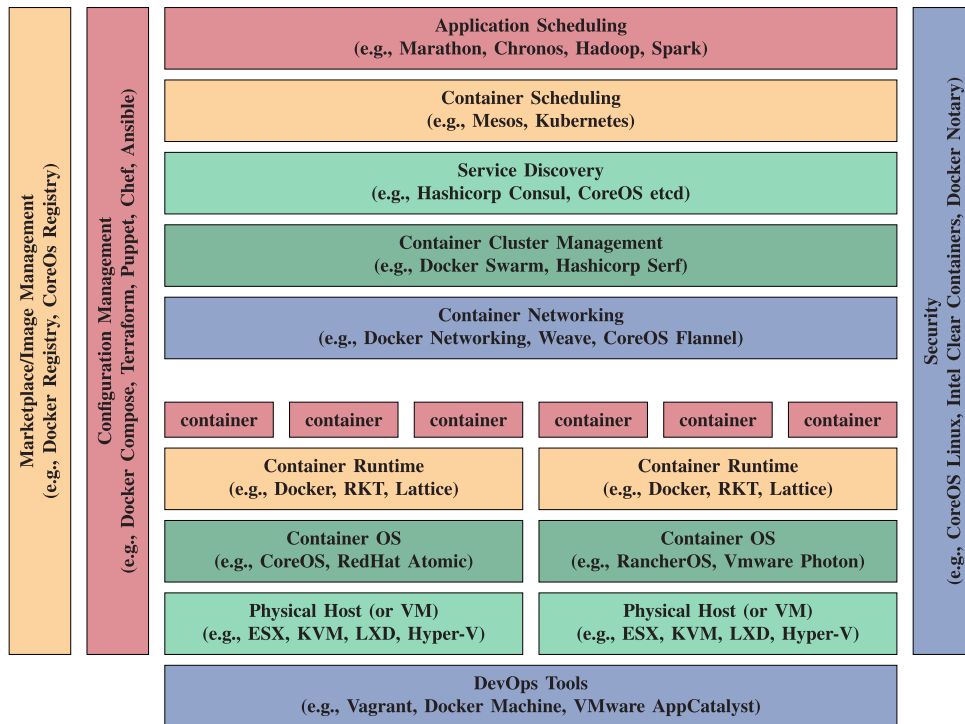 Marketplace/Image Management
(e.g., Docker Registry, CoreOs Registry)
Configuration Management
(e.g., Docker Compose, Terraform, Puppet, Chef, Ansible)
Application Scheduling
(e.g., Marathon, Chronos, Hadoop, Spark)
Container Scheduling
(e.g., Mesos, Kubernetes)
Service Discovery
(e.g., Hashicorp Consul, CoreOS etcd)
Container Cluster Management
(e.g., Docker Swarm, Hashicorp Serf)
Container Networking
(e.g., Docker Networking, Weave, CoreOS Flannel)
container
container
container
container
container
container
Container Runtime
(e.g., Docker, RKT, Lattice)
Container Runtime
(e.g., Docker, RKT, Lattice)
Container OS
(e.g., CoreOS, RedHat Atomic)
Container OS
(e.g., RancherOS, Vmware Photon)
Physical Host (or VM)
(e.g., ESX, KVM, LXD, Hyper-V)
Physical Host (or VM)
(e.g., ESX, KVM, LXD, Hyper-V)
DevOps Tools
(e.g., Vagrant, Docker Machine, VMware AppCatalyst)
Security
(e.g., CoreOS Linux, Intel Clear Containers, Docker Notary)